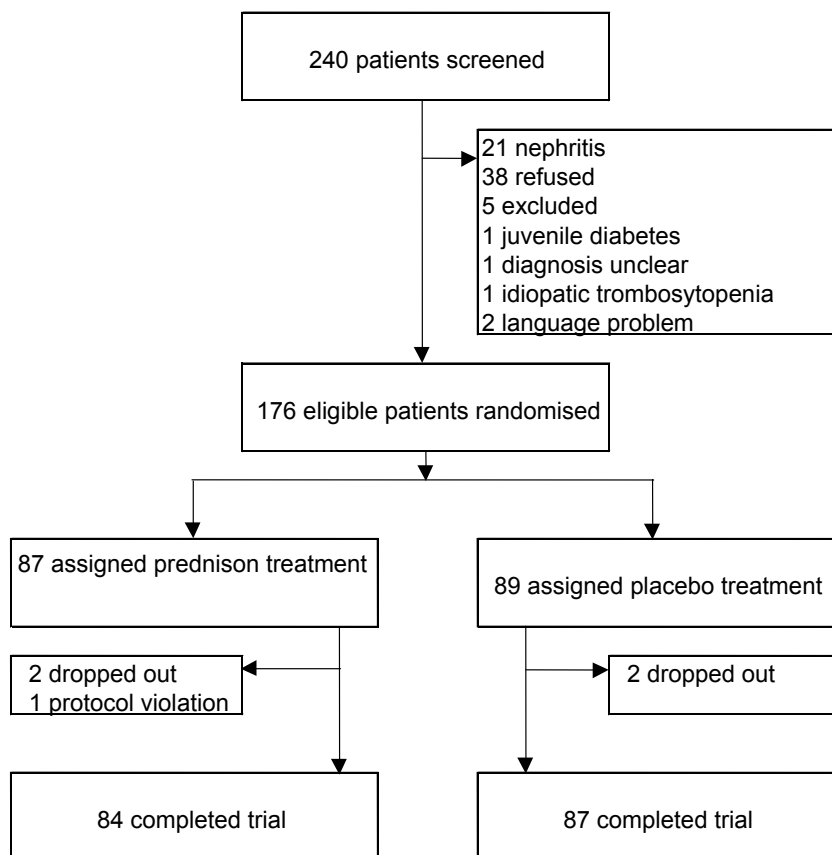 240 patients screened
21 nephritis
38 refused
5 excluded
1 juvenile diabetes
1 diagnosis unclear
1 idiopatic trombosytopenia
2 language problem
176 eligible patients randomised
87 assigned prednison treatment
89 assigned placebo treatment
2 dropped out
1 protocol violation
2 dropped out
84 completed trial
87 completed trial